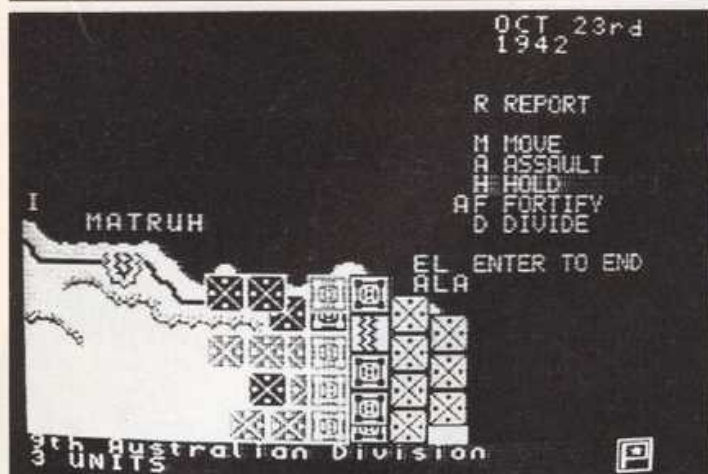 OCT 23rd
1942
R REPORT
M MOVE
A ASSAULT
H HOLD
A F FORTIFY
D DIVIDE
I
MATRUH
EL ENTER TO END
ALA
9th Australian Division
3 UNITS